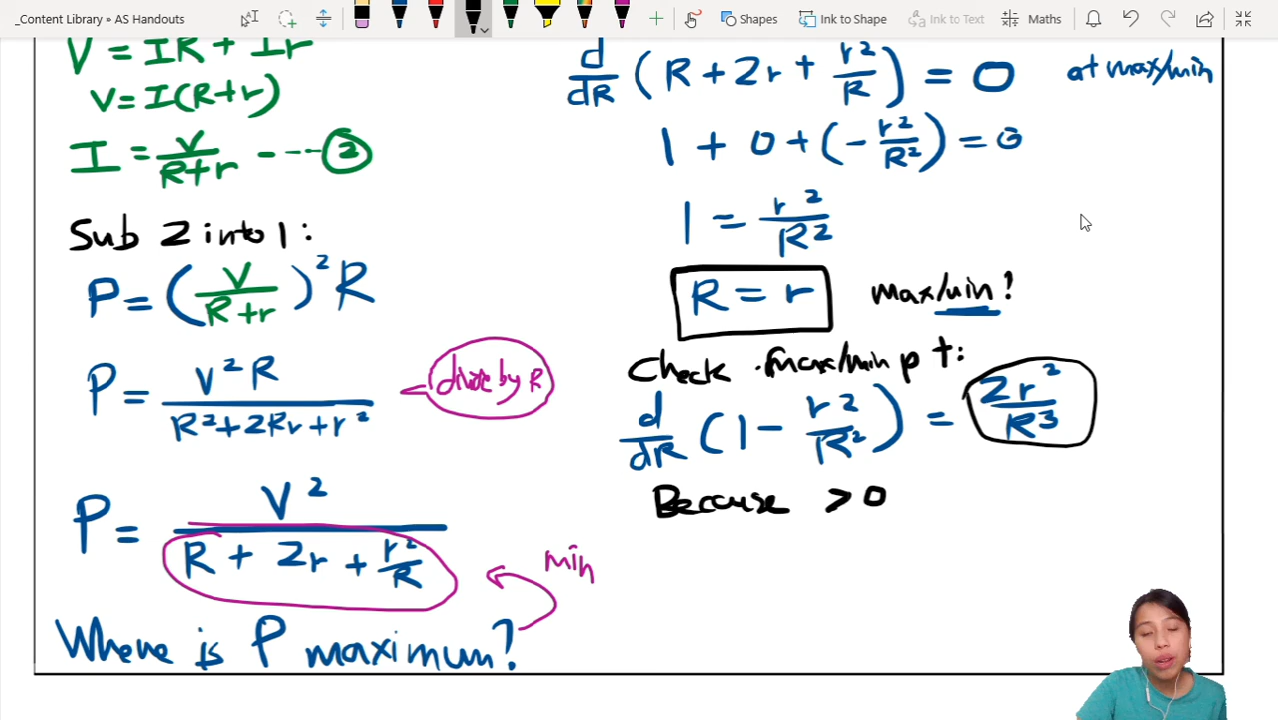 _Content Library » AS Handouts
Shapes
Ink to Shape
Ink to Text
Maths
V = IR + Ir
V = I(R+r)
I = V/(R+r) ----- ②
Sub 2 into 1:
P = (V/(R+r))² R
P = V²R/(R²+2Rr+r²)
divide by R
P = V²/(R + 2r + r²/R)
min
Where is P maximum?
d/dR (R + 2r + r²/R) = 0 at max/min
1 + 0 + (- r²/R²) = 0
1 = r²/R²
R = r max/min?
Check max/min pt:
d/dR (1 - r²/R²) = 2r²/R³
Because > 0